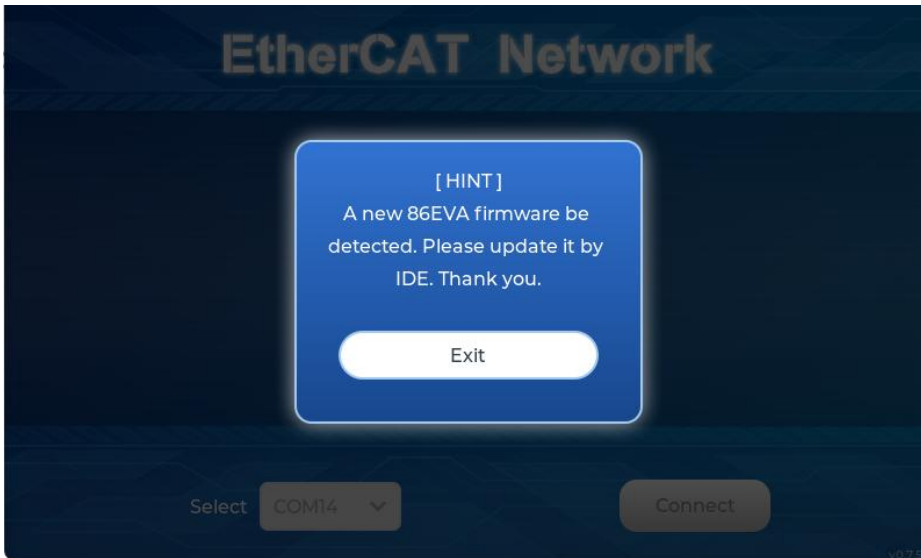 EtherCAT Network
[ HINT ]
A new 86EVA firmware be
detected. Please update it by
IDE. Thank you.
Exit
Select COM14 Connect